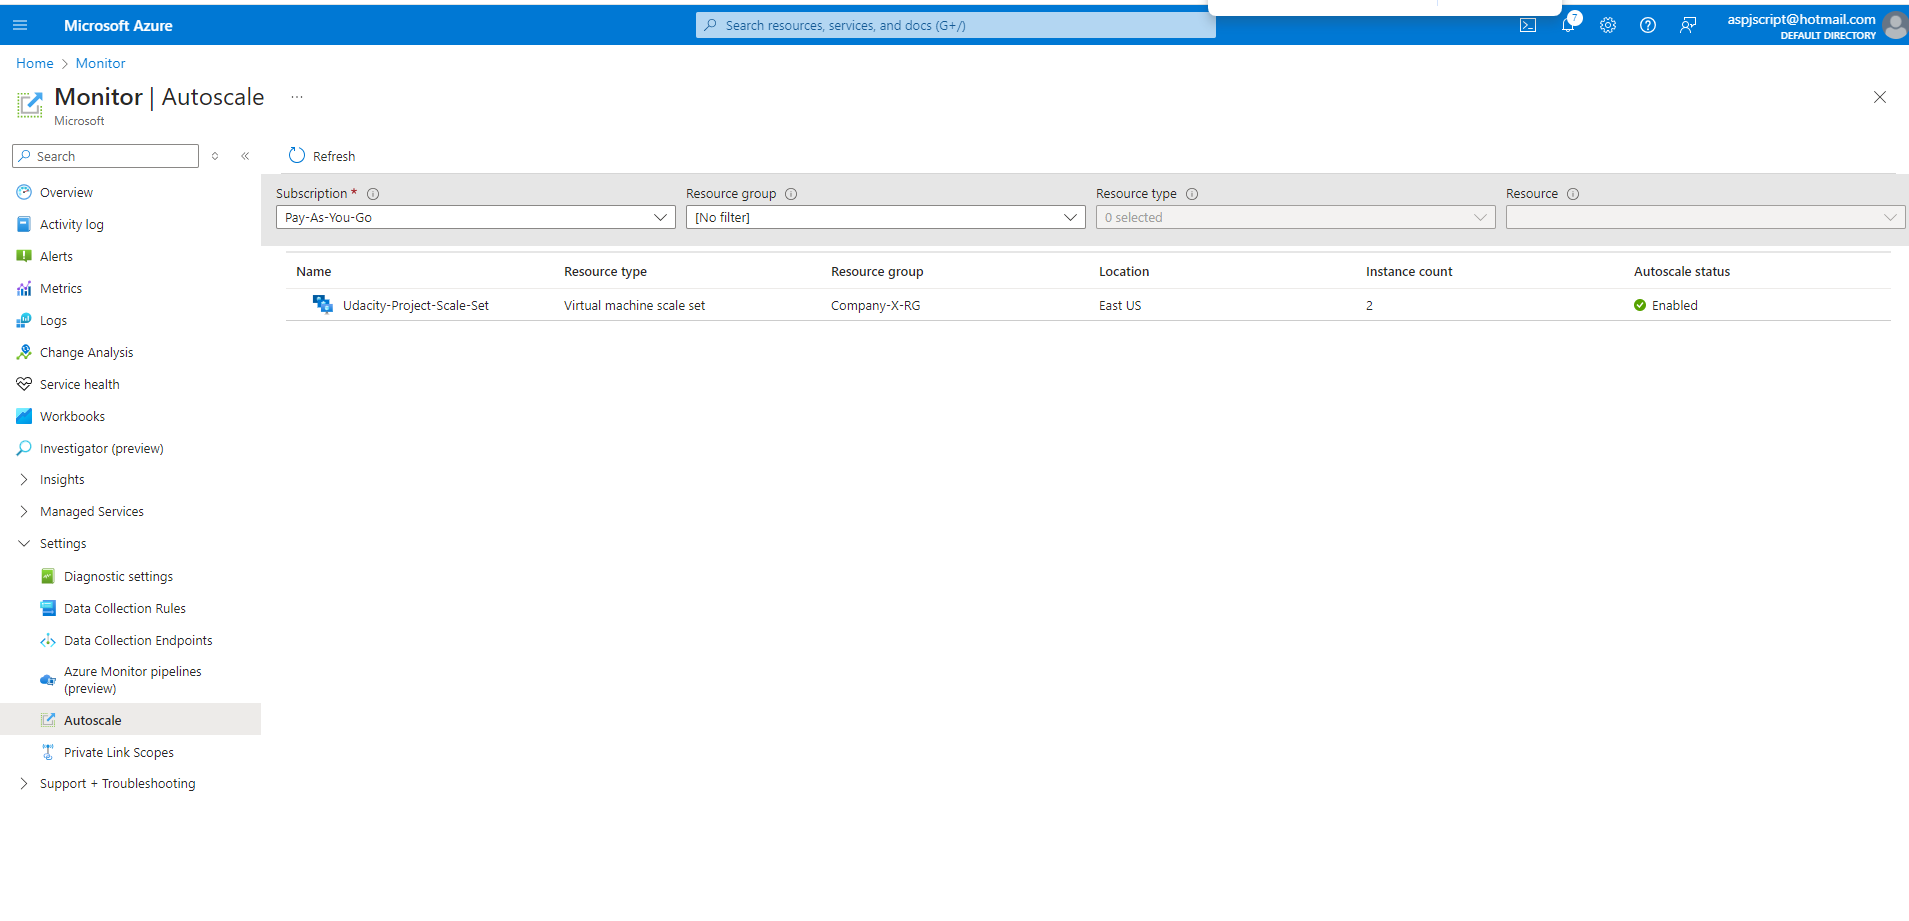 Microsoft Azure
Search resources, services, and docs (G+/)
7
aspjscript@hotmail.com
DEFAULT DIRECTORY
Home > Monitor
Monitor | Autoscale ...
Microsoft
Search
Refresh
Overview
Activity log
Alerts
Metrics
Logs
Change Analysis
Service health
Workbooks
Investigator (preview)
Insights
Managed Services
Settings
Diagnostic settings
Data Collection Rules
Data Collection Endpoints
Azure Monitor pipelines
(preview)
Autoscale
Private Link Scopes
Support + Troubleshooting
Subscription * Resource group Resource type Resource
Pay-As-You-Go [No filter] 0 selected
Name Resource type Resource group Location Instance count Autoscale status
Udacity-Project-Scale-Set Virtual machine scale set Company-X-RG East US 2 Enabled